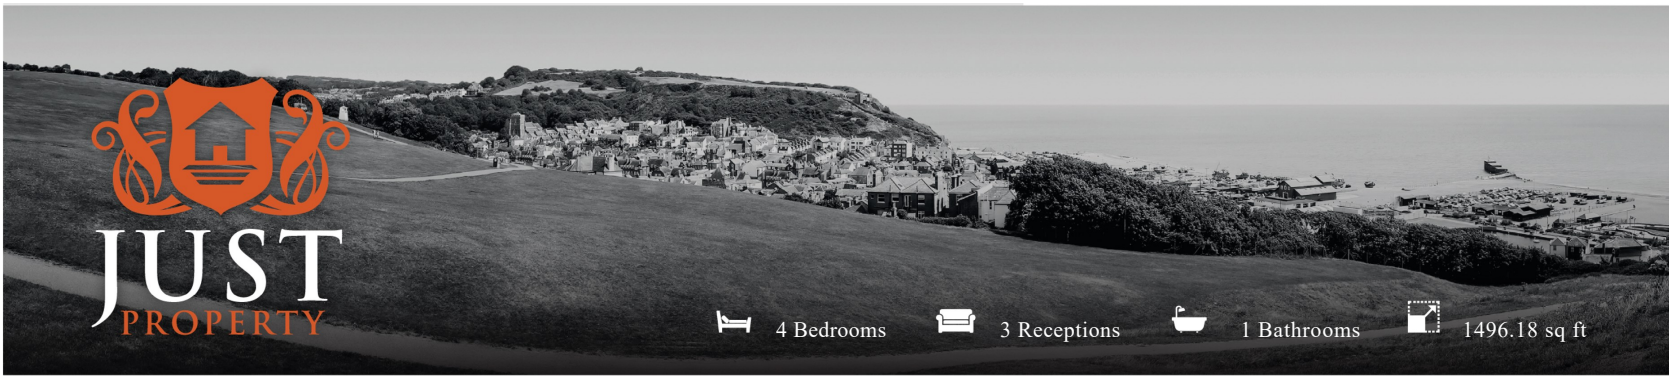 JUST
PROPERTY
4 Bedrooms
3 Receptions
1 Bathrooms
1496.18 sq ft